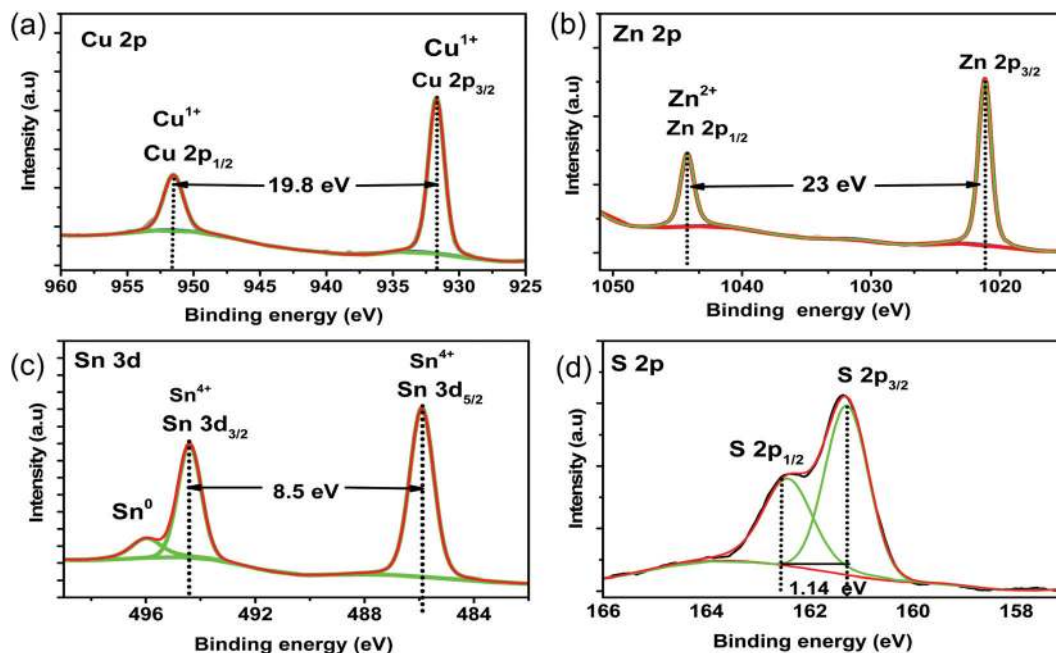 (a)
Cu 2p
Cu¹⁺
Cu 2p₃/₂
Cu¹⁺
Cu 2p₁/₂
19.8 eV
Intensity (a.u)
960 955 950 945 940 935 930 925
Binding energy (eV)
(b)
Zn 2p
Zn 2p₃/₂
Zn²⁺
Zn 2p₁/₂
23 eV
Intensity (a.u)
1050 1040 1030 1020
Binding energy (eV)
(c)
Sn 3d
Sn⁴⁺
Sn 3d₅/₂
Sn⁴⁺
Sn 3d₃/₂
8.5 eV
Sn⁰
Intensity (a.u)
496 492 488 484
Binding energy (eV)
(d)
S 2p
S 2p₃/₂
S 2p₁/₂
1.14 eV
Intensity (a.u)
166 164 162 160 158
Binding energy (eV)